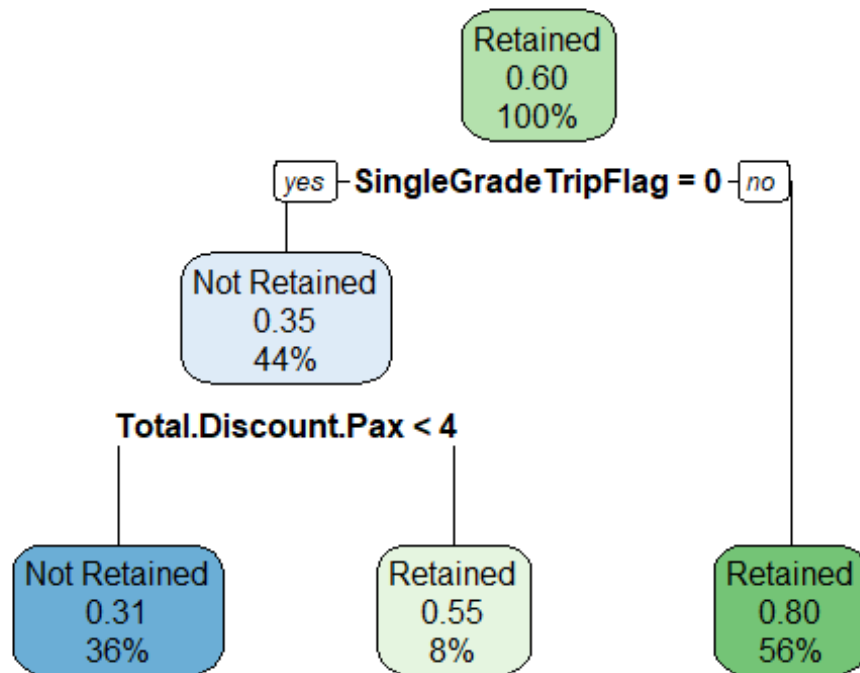 Retained
0.60
100%
yes SingleGradeTripFlag = 0 no
Not Retained
0.35
44%
Total.Discount.Pax < 4
Not Retained
0.31
36%
Retained
0.55
8%
Retained
0.80
56%